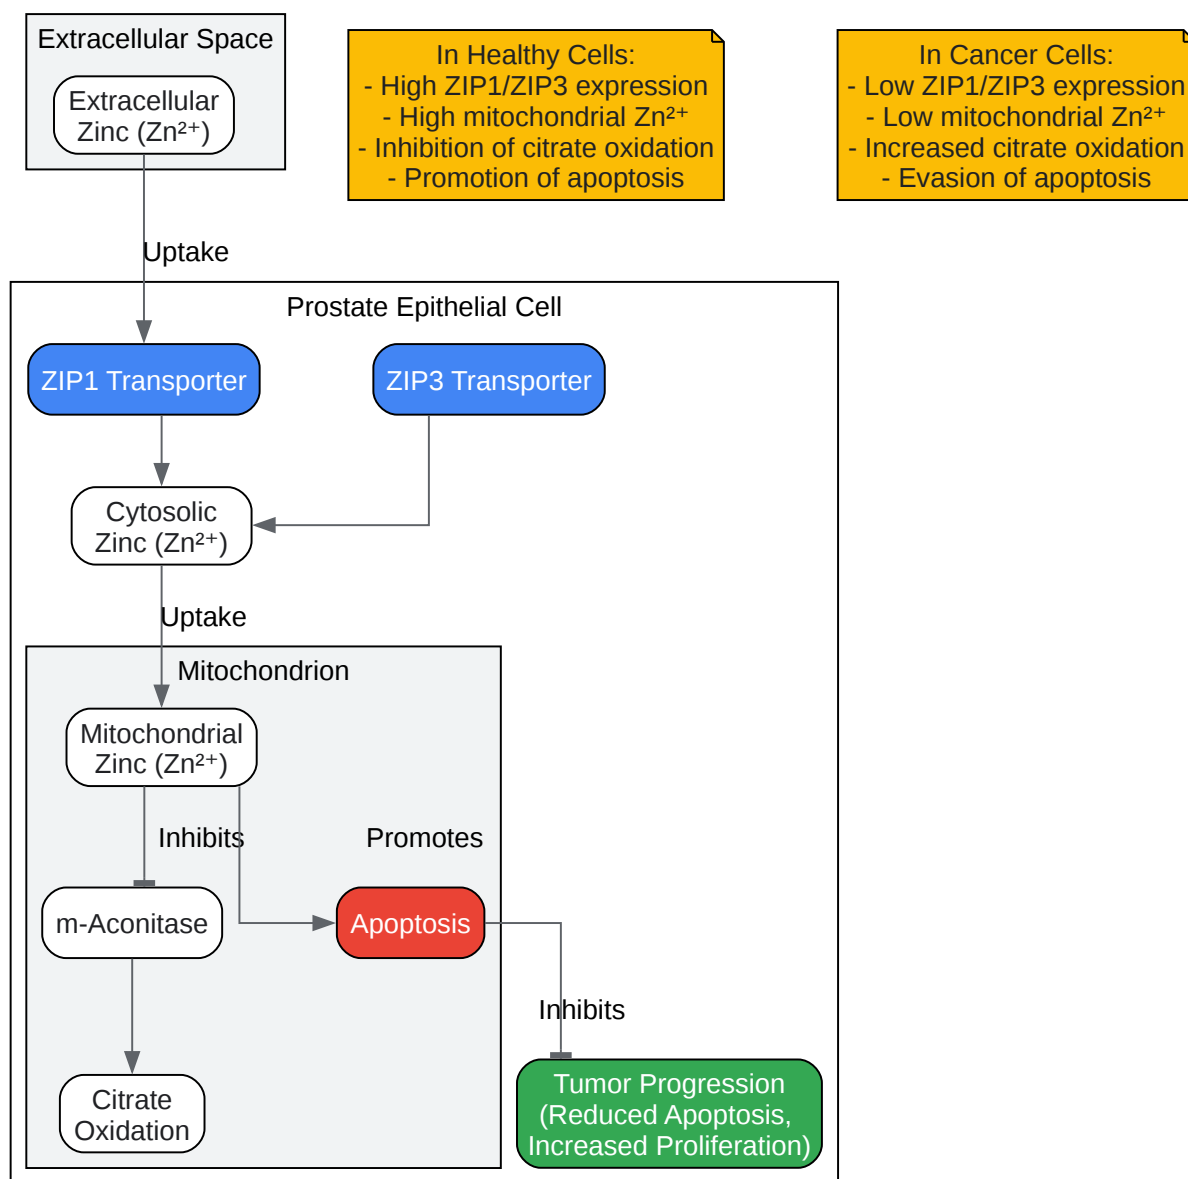 Extracellular Space
Extracellular
Zinc (Zn²⁺)
In Healthy Cells:
- High ZIP1/ZIP3 expression
- High mitochondrial Zn²⁺
- Inhibition of citrate oxidation
- Promotion of apoptosis
In Cancer Cells:
- Low ZIP1/ZIP3 expression
- Low mitochondrial Zn²⁺
- Increased citrate oxidation
- Evasion of apoptosis
Uptake
Prostate Epithelial Cell
ZIP1 Transporter
ZIP3 Transporter
Cytosolic
Zinc (Zn²⁺)
Uptake
Mitochondrion
Mitochondrial
Zinc (Zn²⁺)
Inhibits
Promotes
m-Aconitase
Apoptosis
Inhibits
Citrate
Oxidation
Tumor Progression
(Reduced Apoptosis,
Increased Proliferation)